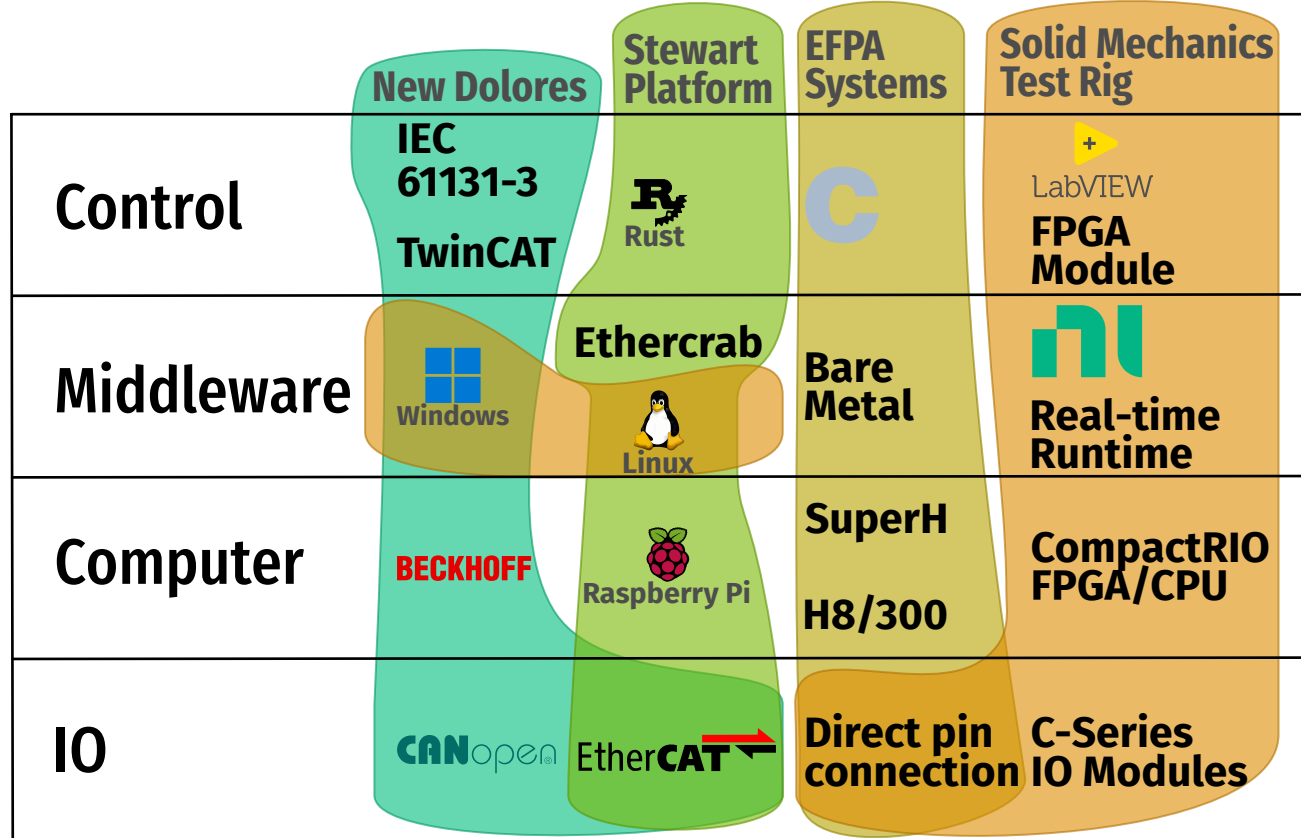 New Dolores
Stewart
Platform
EFPA
Systems
Solid Mechanics
Test Rig
Control
IEC
61131-3
TwinCAT
R
Rust
C
+
LabVIEW
FPGA
Module
Middleware
Windows
Ethercrab
Linux
Bare
Metal
Real-time
Runtime
Computer
BECKHOFF
Raspberry Pi
SuperH
H8/300
CompactRIO
FPGA/CPU
IO
CANopen
EtherCAT
Direct pin
connection
C-Series
IO Modules